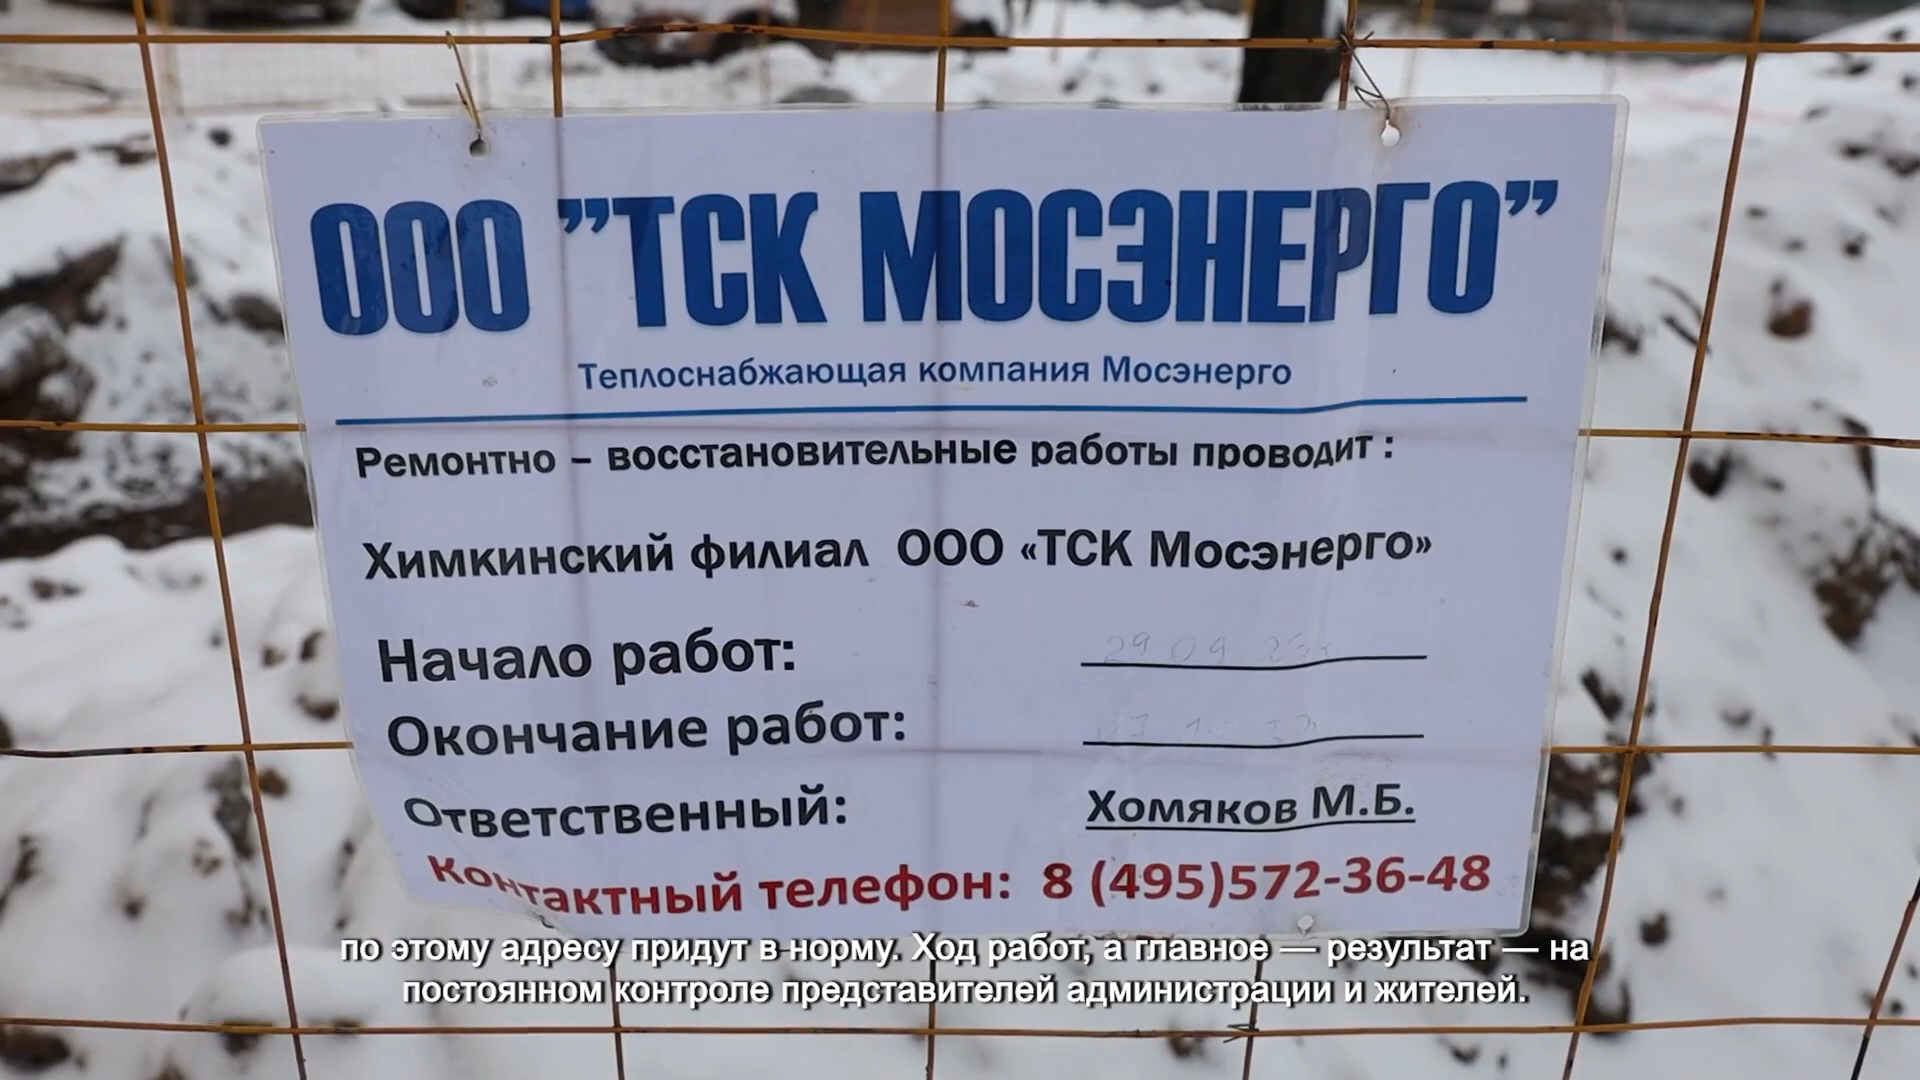 ООО "ТСК МОСЭНЕРГО"
Теплоснабжающая компания Мосэнерго
Ремонтно – восстановительные работы проводит :
Химкинский филиал ООО «ТСК Мосэнерго»
Начало работ: 29 09
Окончание работ:
Ответственный: Хомяков М.Б.
Контактный телефон: 8 (495)572-36-48
по этому адресу придут в норму. Ход работ, а главное — результат — на
постоянном контроле представителей администрации и жителей.